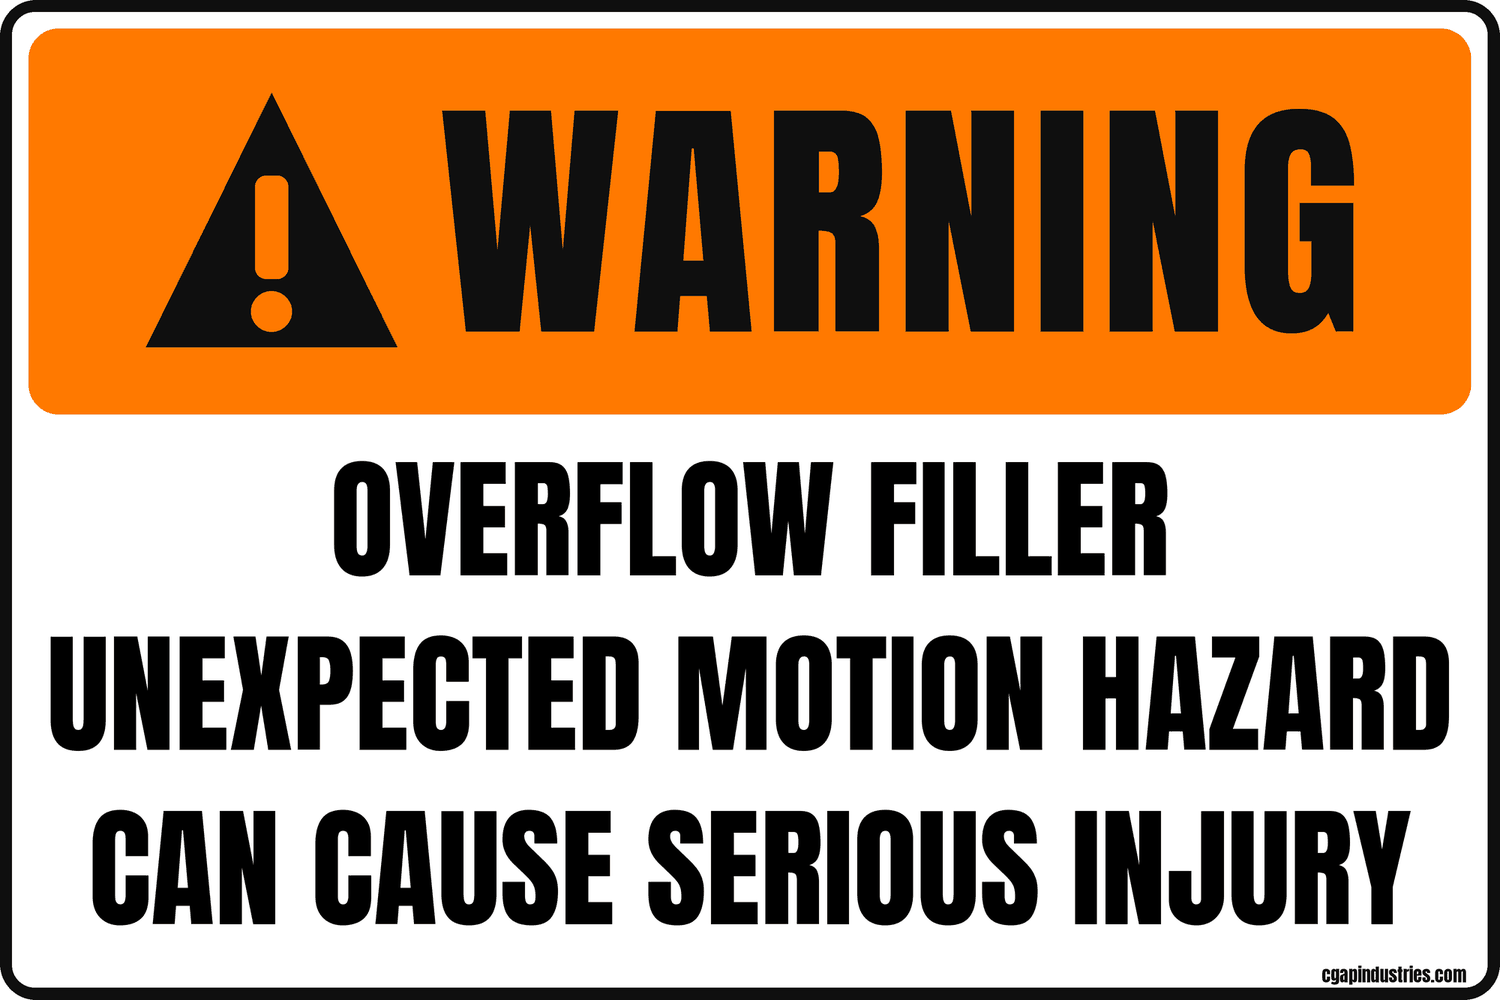 WARNING
OVERFLOW FILLER
UNEXPECTED MOTION HAZARD
CAN CAUSE SERIOUS INJURY
cgapindustries.com